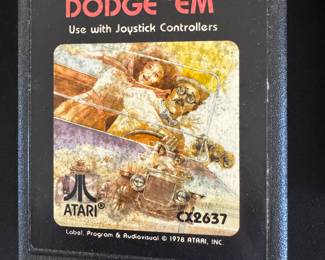 DODGE 'EM
Use with Joystick Controllers
ATARI®
CX2637
Label, Program & Audiovisual © 1978 ATARI, INC.